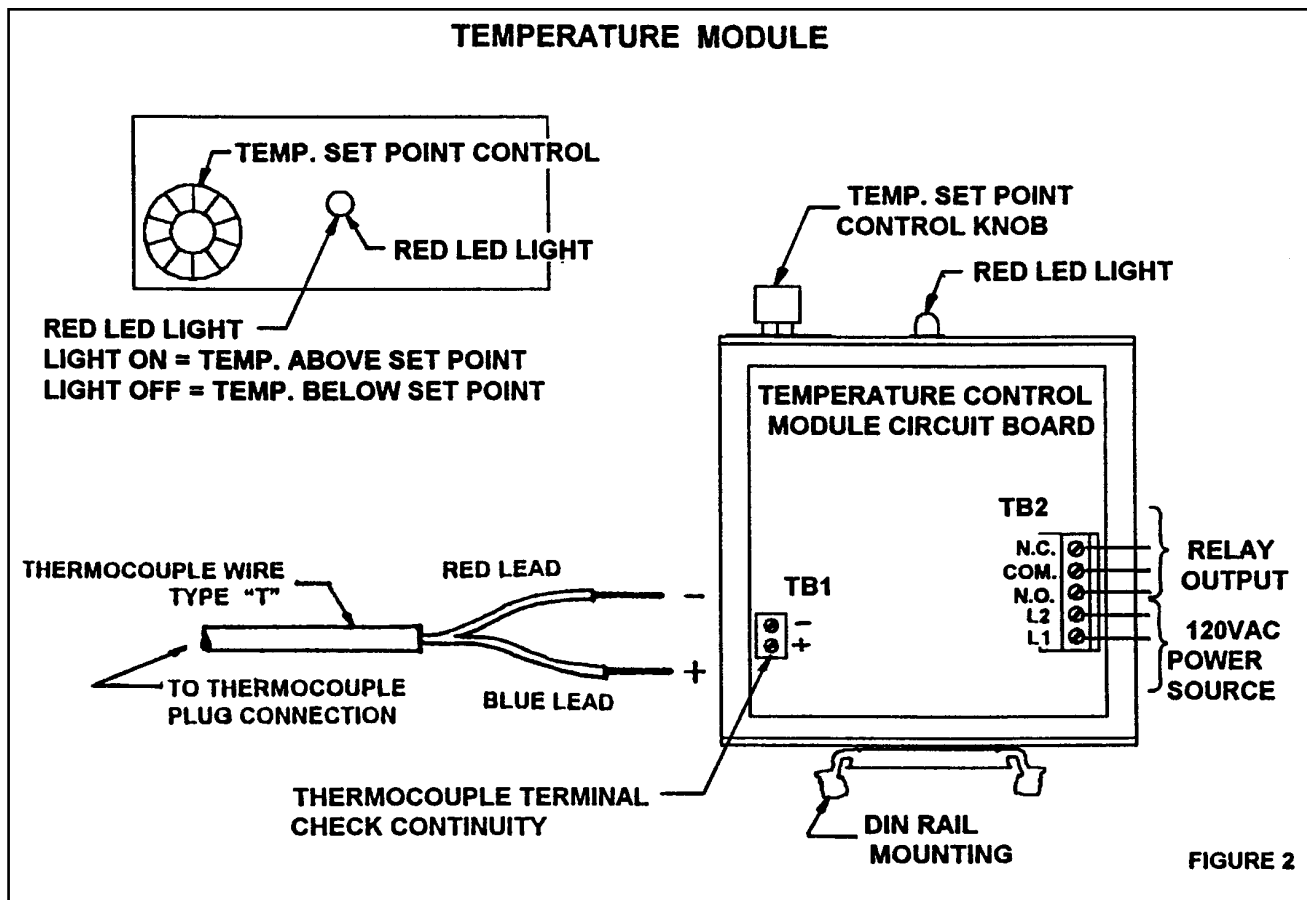 TEMPERATURE MODULE
TEMP. SET POINT CONTROL
RED LED LIGHT
RED LED LIGHT
LIGHT ON = TEMP. ABOVE SET POINT
LIGHT OFF = TEMP. BELOW SET POINT
TEMP. SET POINT
CONTROL KNOB
RED LED LIGHT
TEMPERATURE CONTROL
MODULE CIRCUIT BOARD
TB2
N.C.
COM.
N.O.
L2
L1
RELAY
OUTPUT
120VAC
POWER
SOURCE
TB1
-
+
THERMOCOUPLE WIRE
TYPE "T"
RED LEAD
-
+
BLUE LEAD
TO THERMOCOUPLE
PLUG CONNECTION
THERMOCOUPLE TERMINAL
CHECK CONTINUITY
DIN RAIL
MOUNTING
FIGURE 2